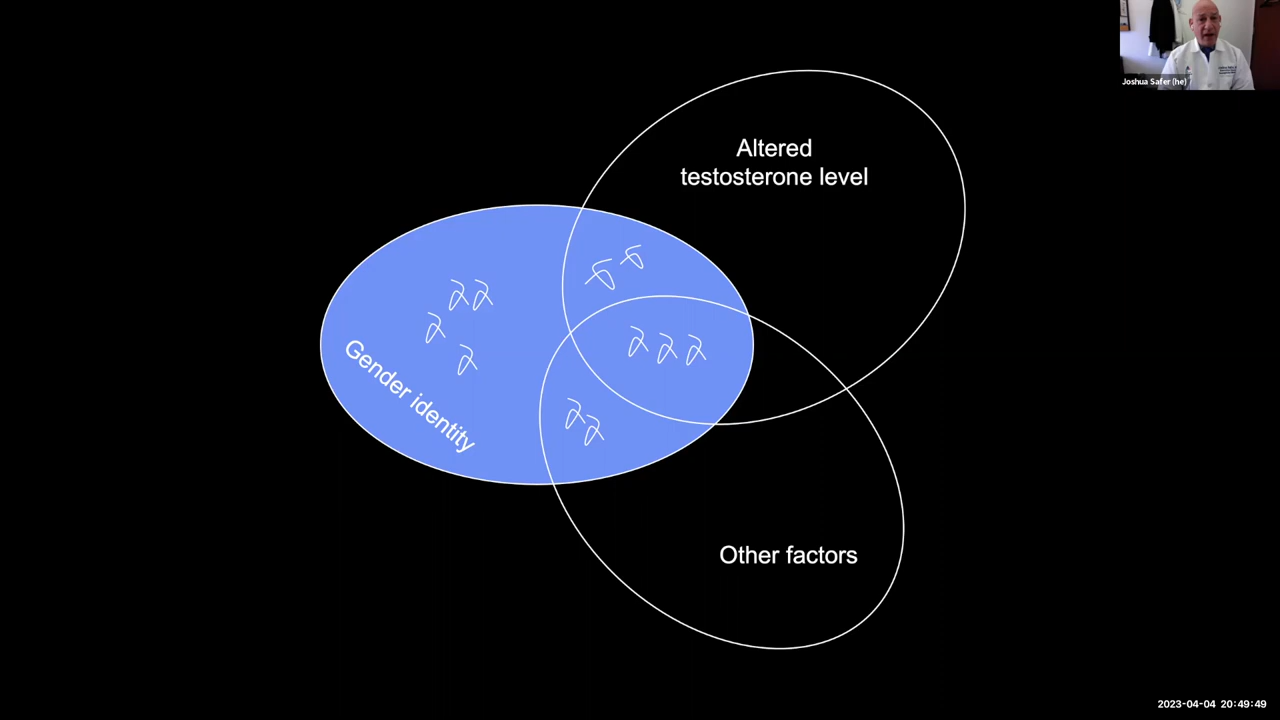 Joshua Safer (he)
Altered
testosterone level
Gender identity
Other factors
2023-04-04 20:49:49